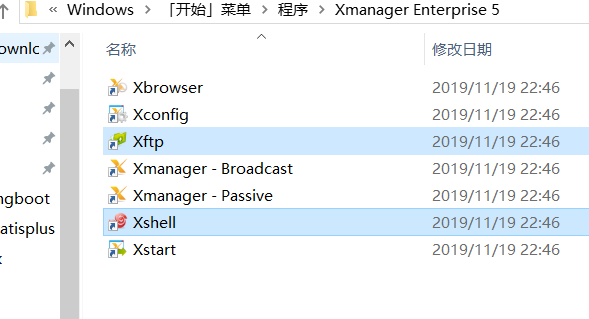 « Windows › 「开始」菜单 › 程序 › Xmanager Enterprise 5
ownlc
名称 修改日期
Xbrowser 2019/11/19 22:46
Xconfig 2019/11/19 22:46
Xftp 2019/11/19 22:46
Xmanager - Broadcast 2019/11/19 22:46
Xmanager - Passive 2019/11/19 22:46
ngboot
Xshell 2019/11/19 22:46
atisplus
Xstart 2019/11/19 22:46